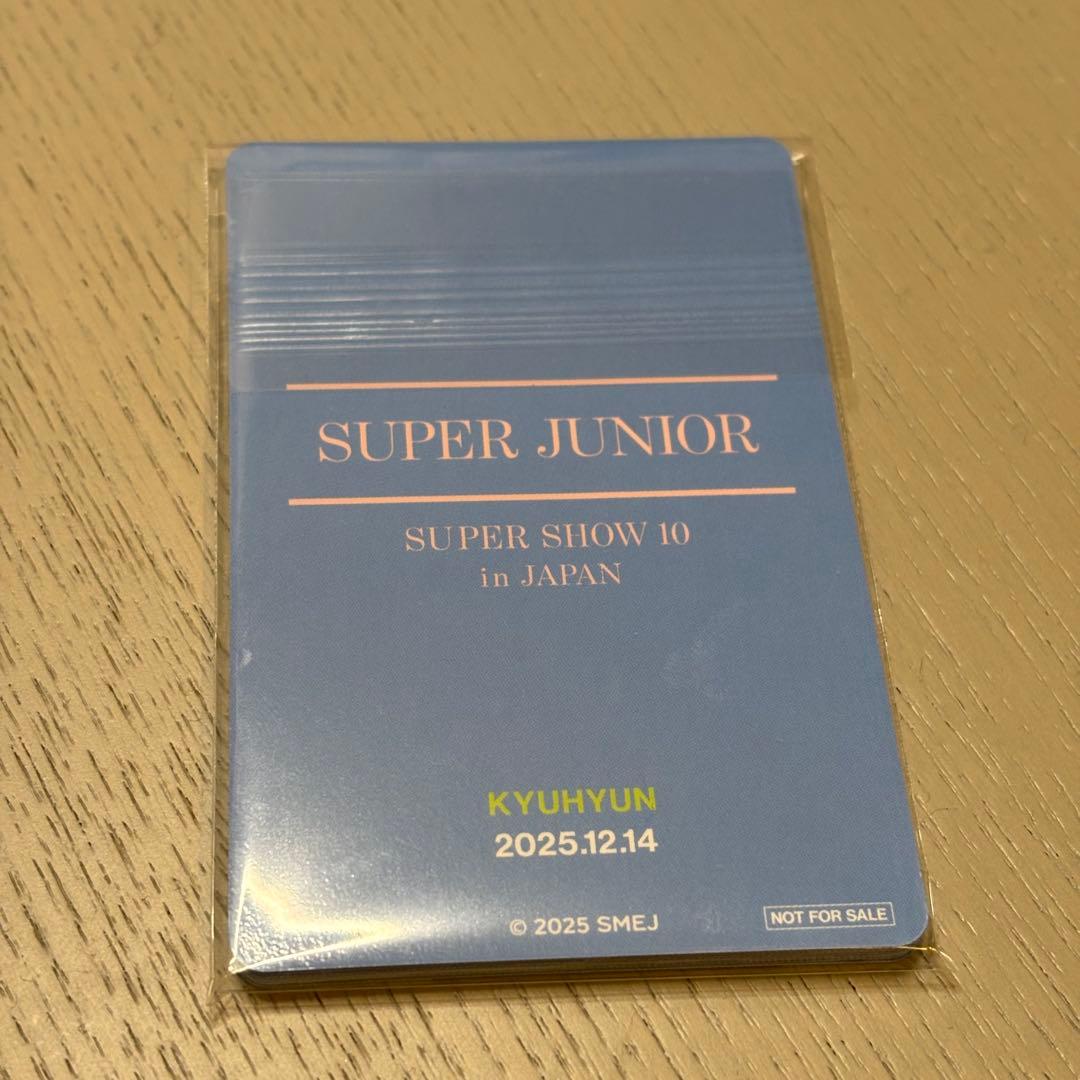 SUPER JUNIOR
SUPER SHOW 10
in JAPAN
KYUHYUN
2025.12.14
© 2025 SMEJ
NOT FOR SALE